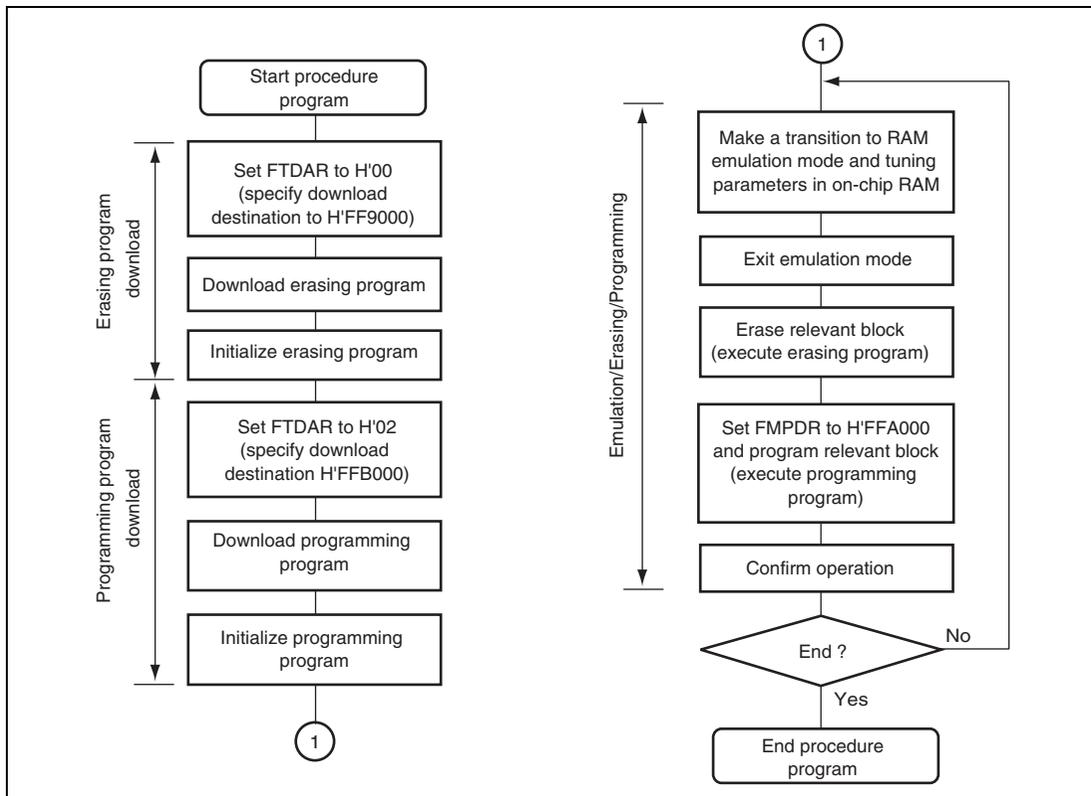 Start procedure
program
Erasing program
download
Set FTDAR to H'00
(specify download
destination to H'FF9000)
Download erasing program
Initialize erasing program
Programming program
download
Set FTDAR to H'02
(specify download
destination H'FFB000)
Download programming
program
Initialize programming
program
1
1
Emulation/Erasing/Programming
Make a transition to RAM
emulation mode and tuning
parameters in on-chip RAM
Exit emulation mode
Erase relevant block
(execute erasing program)
Set FMPDR to H'FFA000
and program relevant block
(execute programming
program)
Confirm operation
End ?
No
Yes
End procedure
program